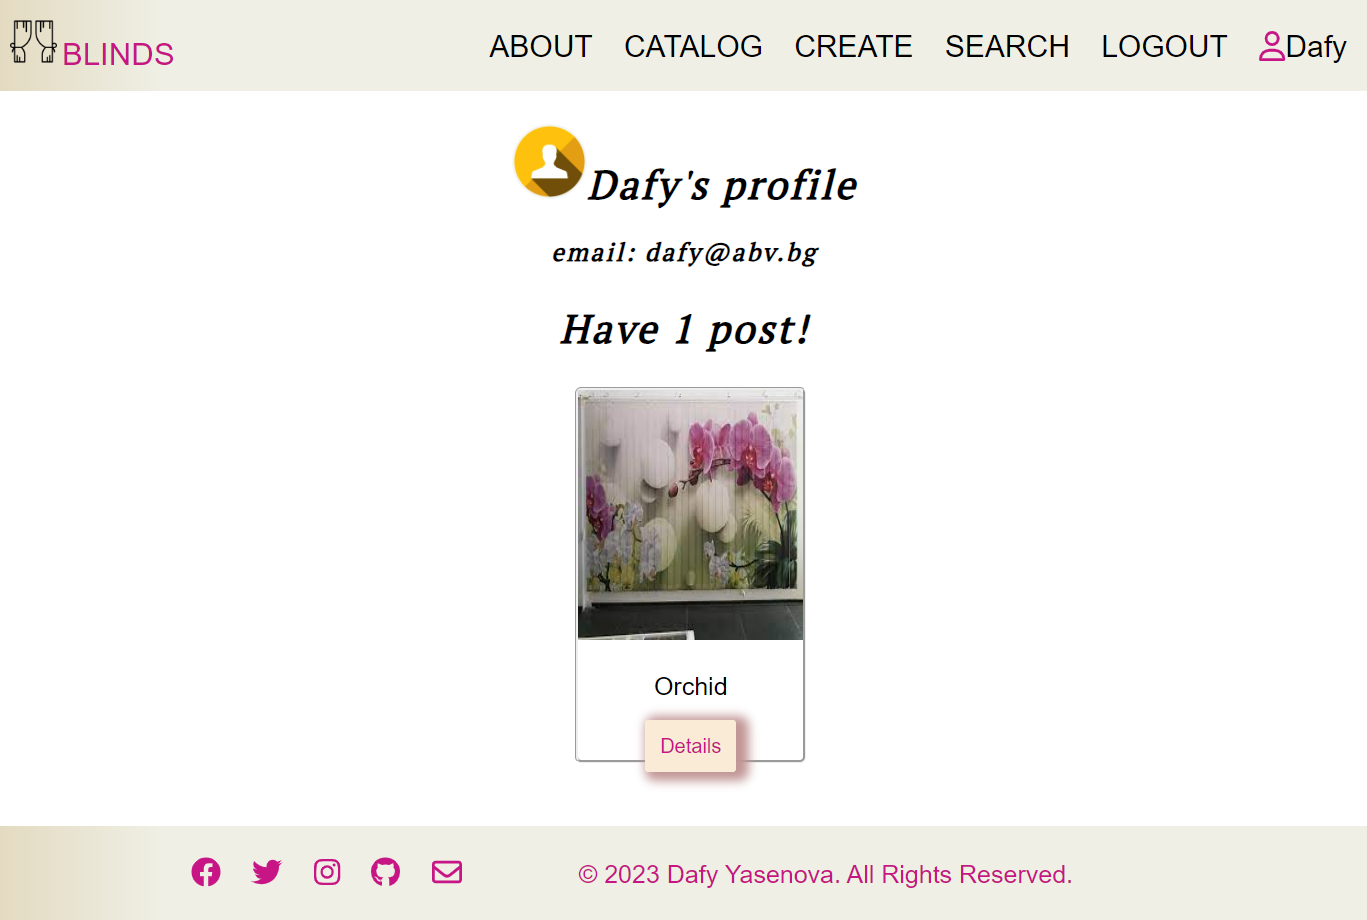 BLINDS ABOUT CATALOG CREATE SEARCH LOGOUT Dafy
Dafy's profile
email: dafy@abv.bg
Have 1 post!
Orchid
Details
© 2023 Dafy Yasenova. All Rights Reserved.